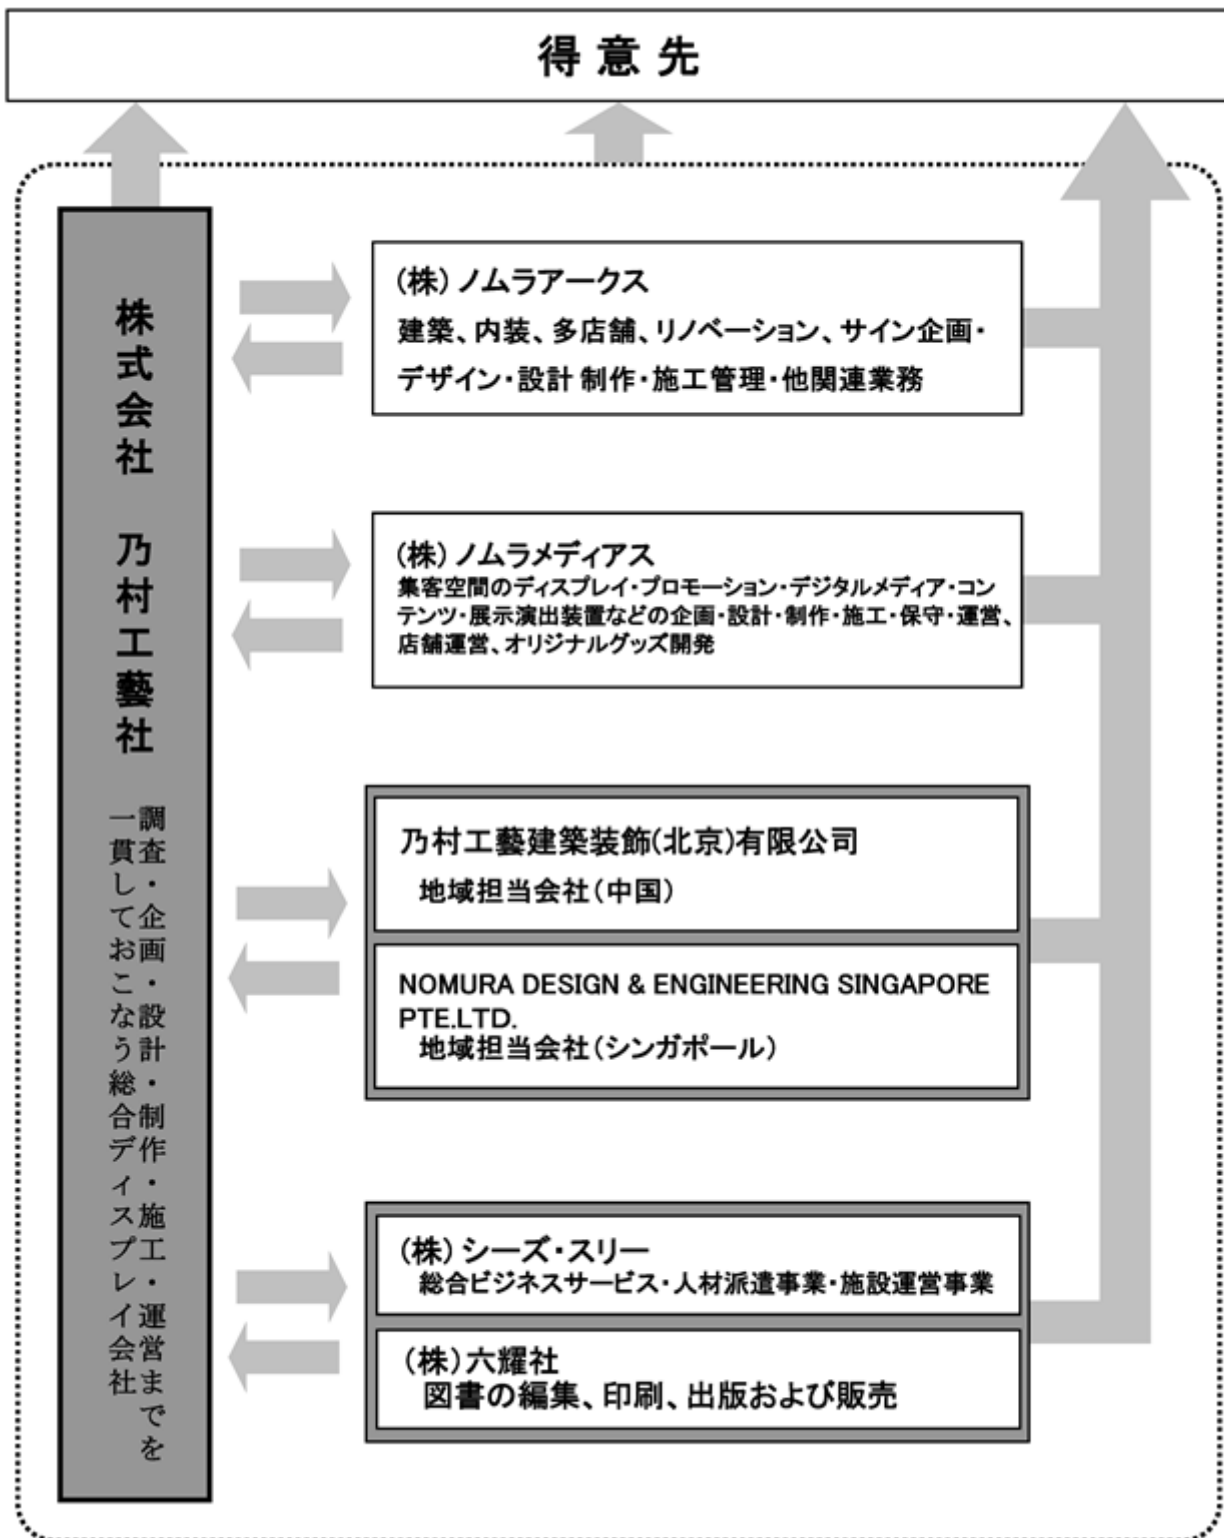 得意先
株式会社　乃村工藝社
調査・企画・設計・制作・施工・運営までを
一貫しておこなう総合ディスプレイ会社
(株) ノムラアークス
建築、内装、多店舗、リノベーション、サイン企画・
デザイン・設計 制作・施工管理・他関連業務
(株) ノムラメディアス
集客空間のディスプレイ・プロモーション・デジタルメディア・コン
テンツ・展示演出装置などの企画・設計・制作・施工・保守・運営、
店舗運営、オリジナルグッズ開発
乃村工藝建築装飾(北京)有限公司
地域担当会社(中国)
NOMURA DESIGN & ENGINEERING SINGAPORE
PTE.LTD.
地域担当会社(シンガポール)
(株) シーズ・スリー
総合ビジネスサービス・人材派遣事業・施設運営事業
(株)六耀社
図書の編集、印刷、出版および販売